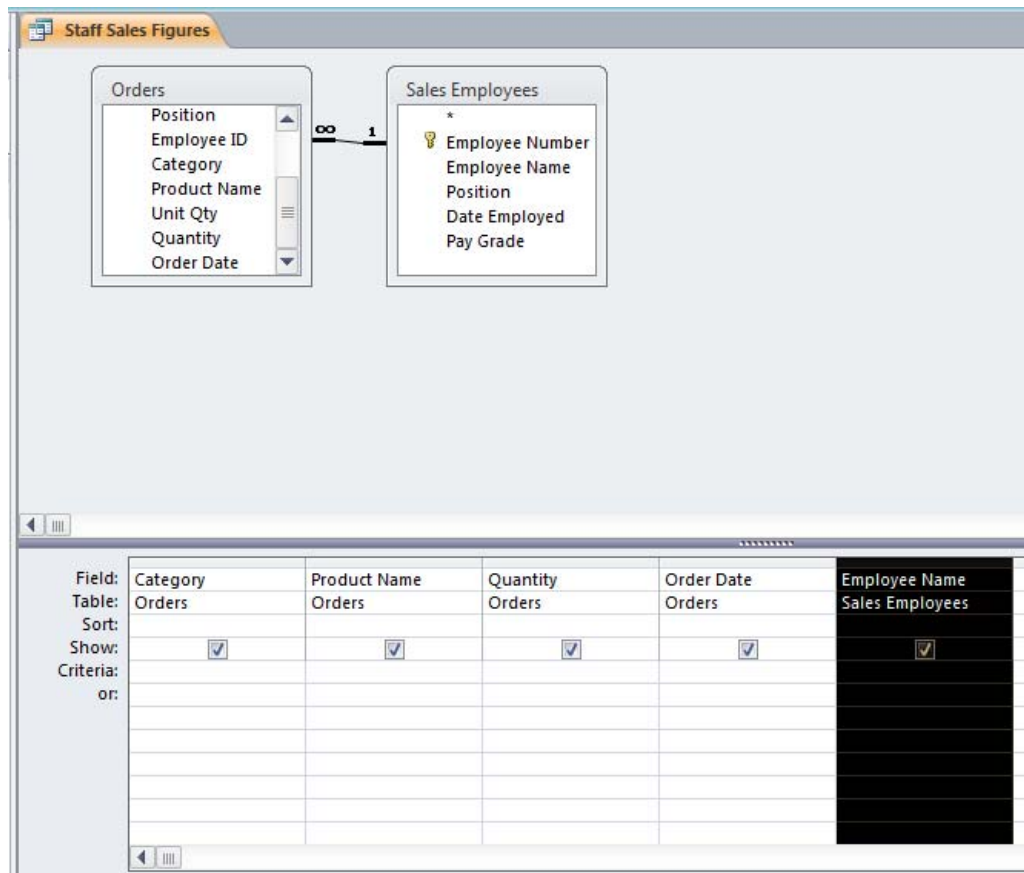 Staff Sales Figures
Orders
Position
Employee ID
Category
Product Name
Unit Qty
Quantity
Order Date
∞ 1
Sales Employees
*
Employee Number
Employee Name
Position
Date Employed
Pay Grade
Field: Category Product Name Quantity Order Date Employee Name
Table: Orders Orders Orders Orders Sales Employees
Sort:
Show:
Criteria:
or: